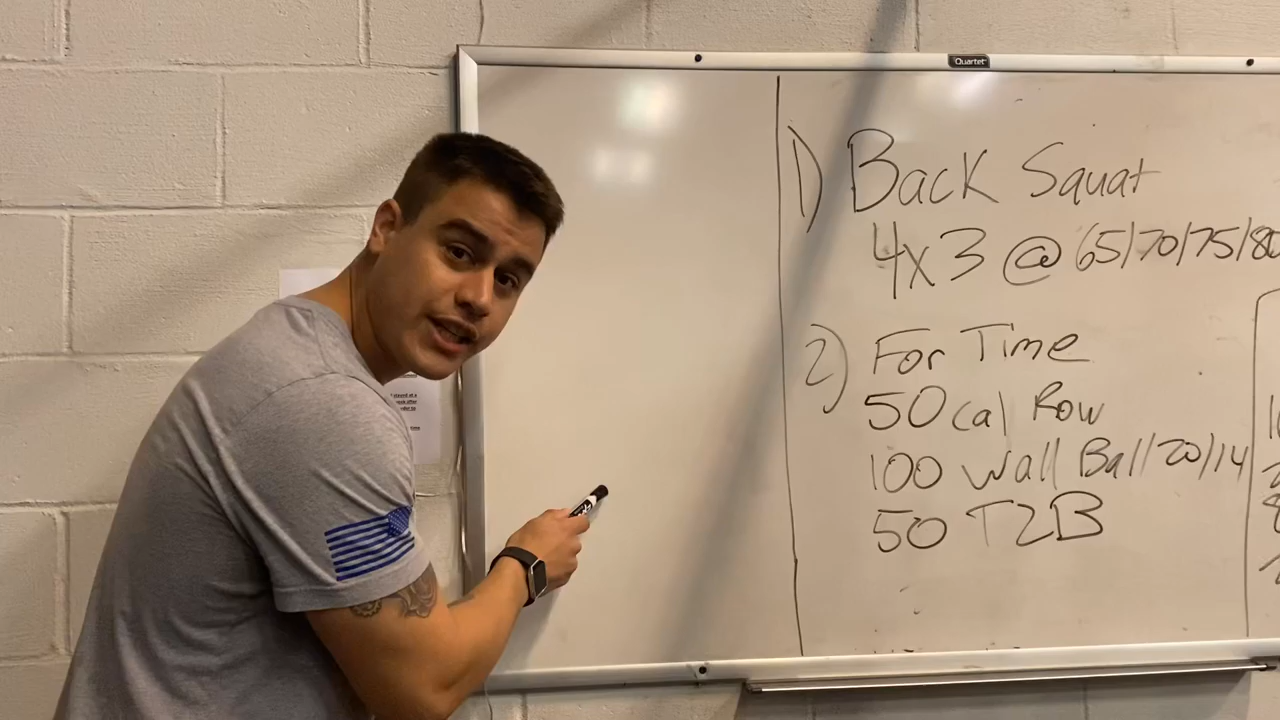 Quartet
1) Back Squat
4x3 @ 65/70/75/80
2) For Time
50 cal Row
100 Wall Ball 20/14
50 T2B